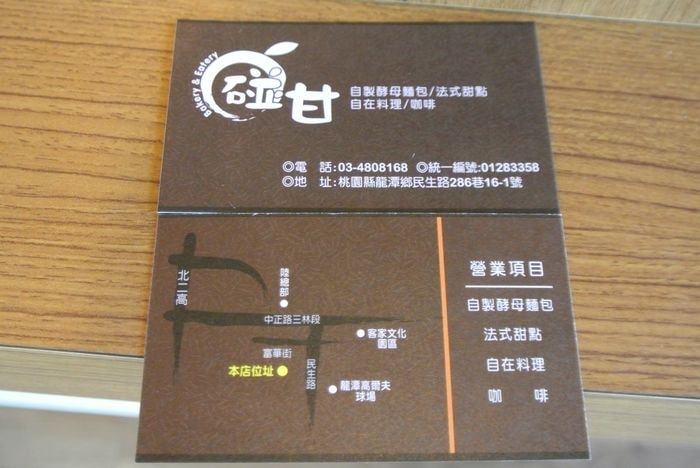 Bakery & Eatery
碰甘
自製酵母麵包/法式甜點
自在料理/咖啡
◎電 話:03-4808168 ◎統一編號:01283358
◎地 址:桃園縣龍潭鄉民生路286巷16-1號
北二高
陸總部
中正路三林段
客家文化
園區
富華街
民生路
本店位址
龍潭高爾夫
球場
營業項目
自製酵母麵包
法式甜點
自在料理
咖 啡